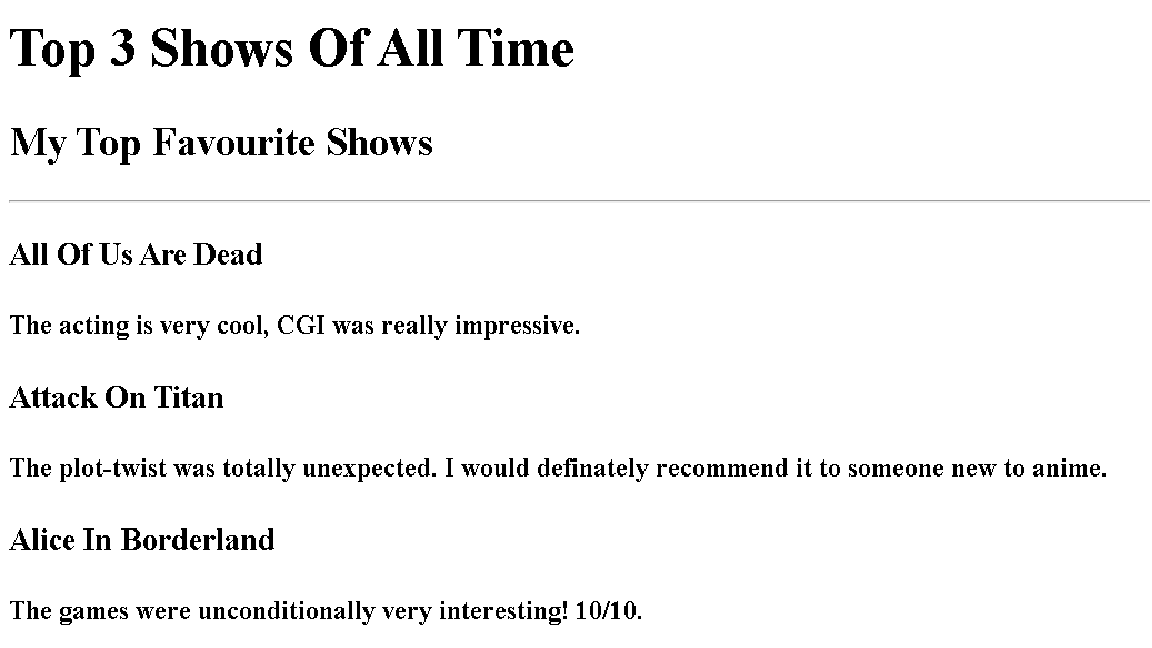 Top 3 Shows Of All Time
My Top Favourite Shows
All Of Us Are Dead
The acting is very cool, CGI was really impressive.
Attack On Titan
The plot-twist was totally unexpected. I would definately recommend it to someone new to anime.
Alice In Borderland
The games were unconditionally very interesting! 10/10.